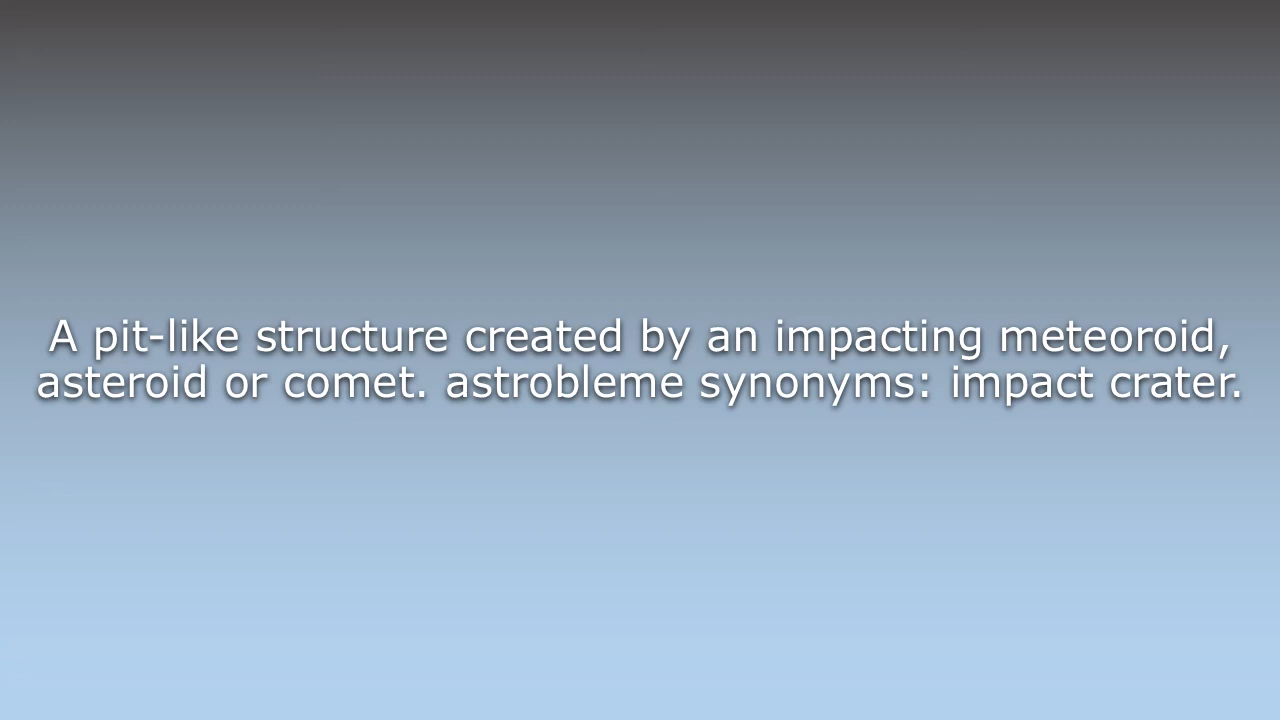 A pit-like structure created by an impacting meteoroid,
asteroid or comet. astrobleme synonyms: impact crater.